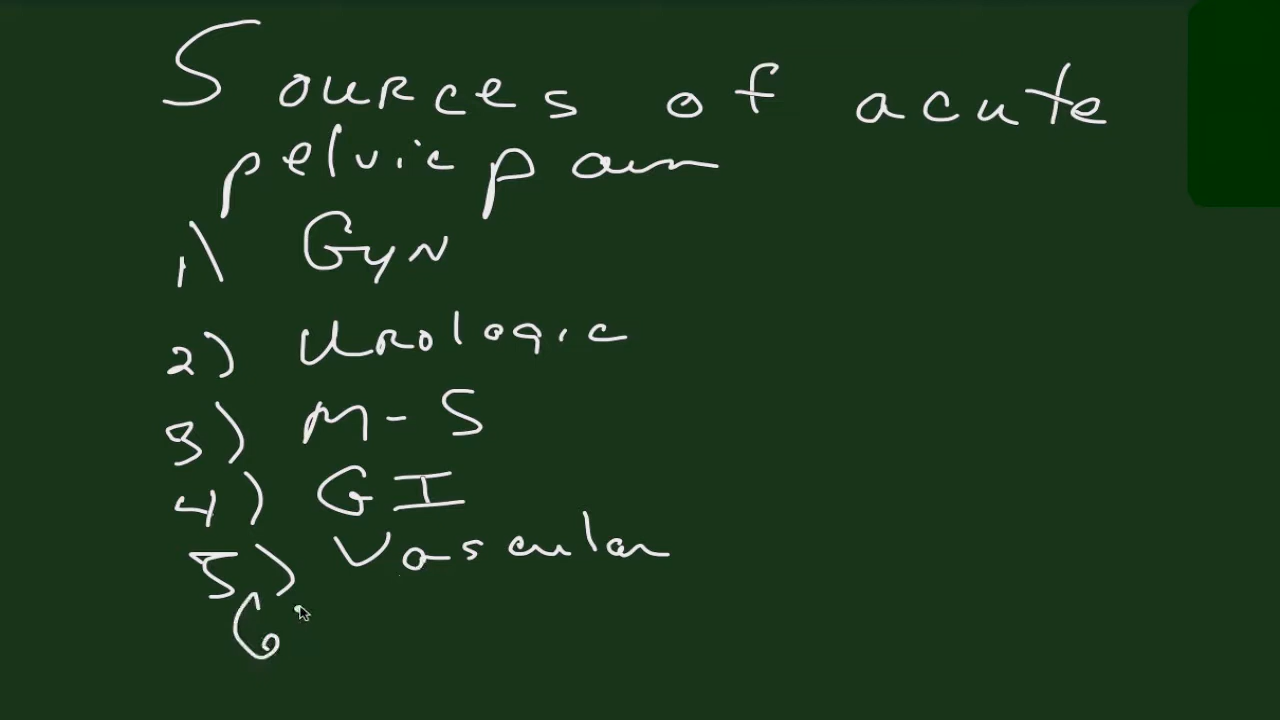 Sources of acute
pelvic pain
1) Gyn
2) Urologic
3) M-S
4) GI
5) Vascular
6